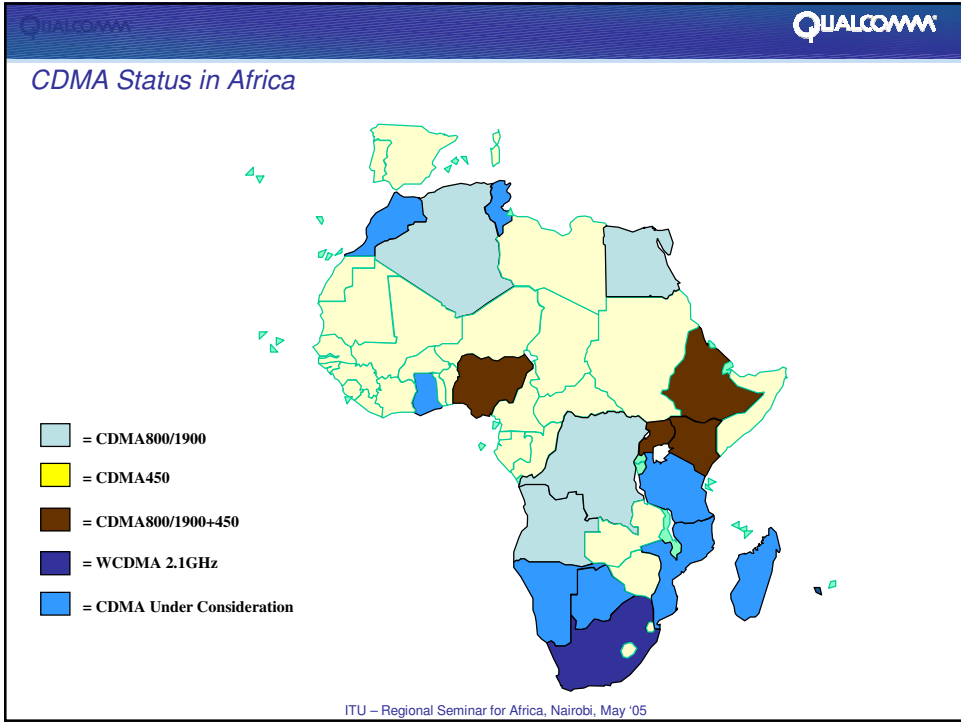 QUALCOMM
QUALCOMM
CDMA Status in Africa
= CDMA800/1900
= CDMA450
= CDMA800/1900+450
= WCDMA 2.1GHz
= CDMA Under Consideration
ITU – Regional Seminar for Africa, Nairobi, May ‘05